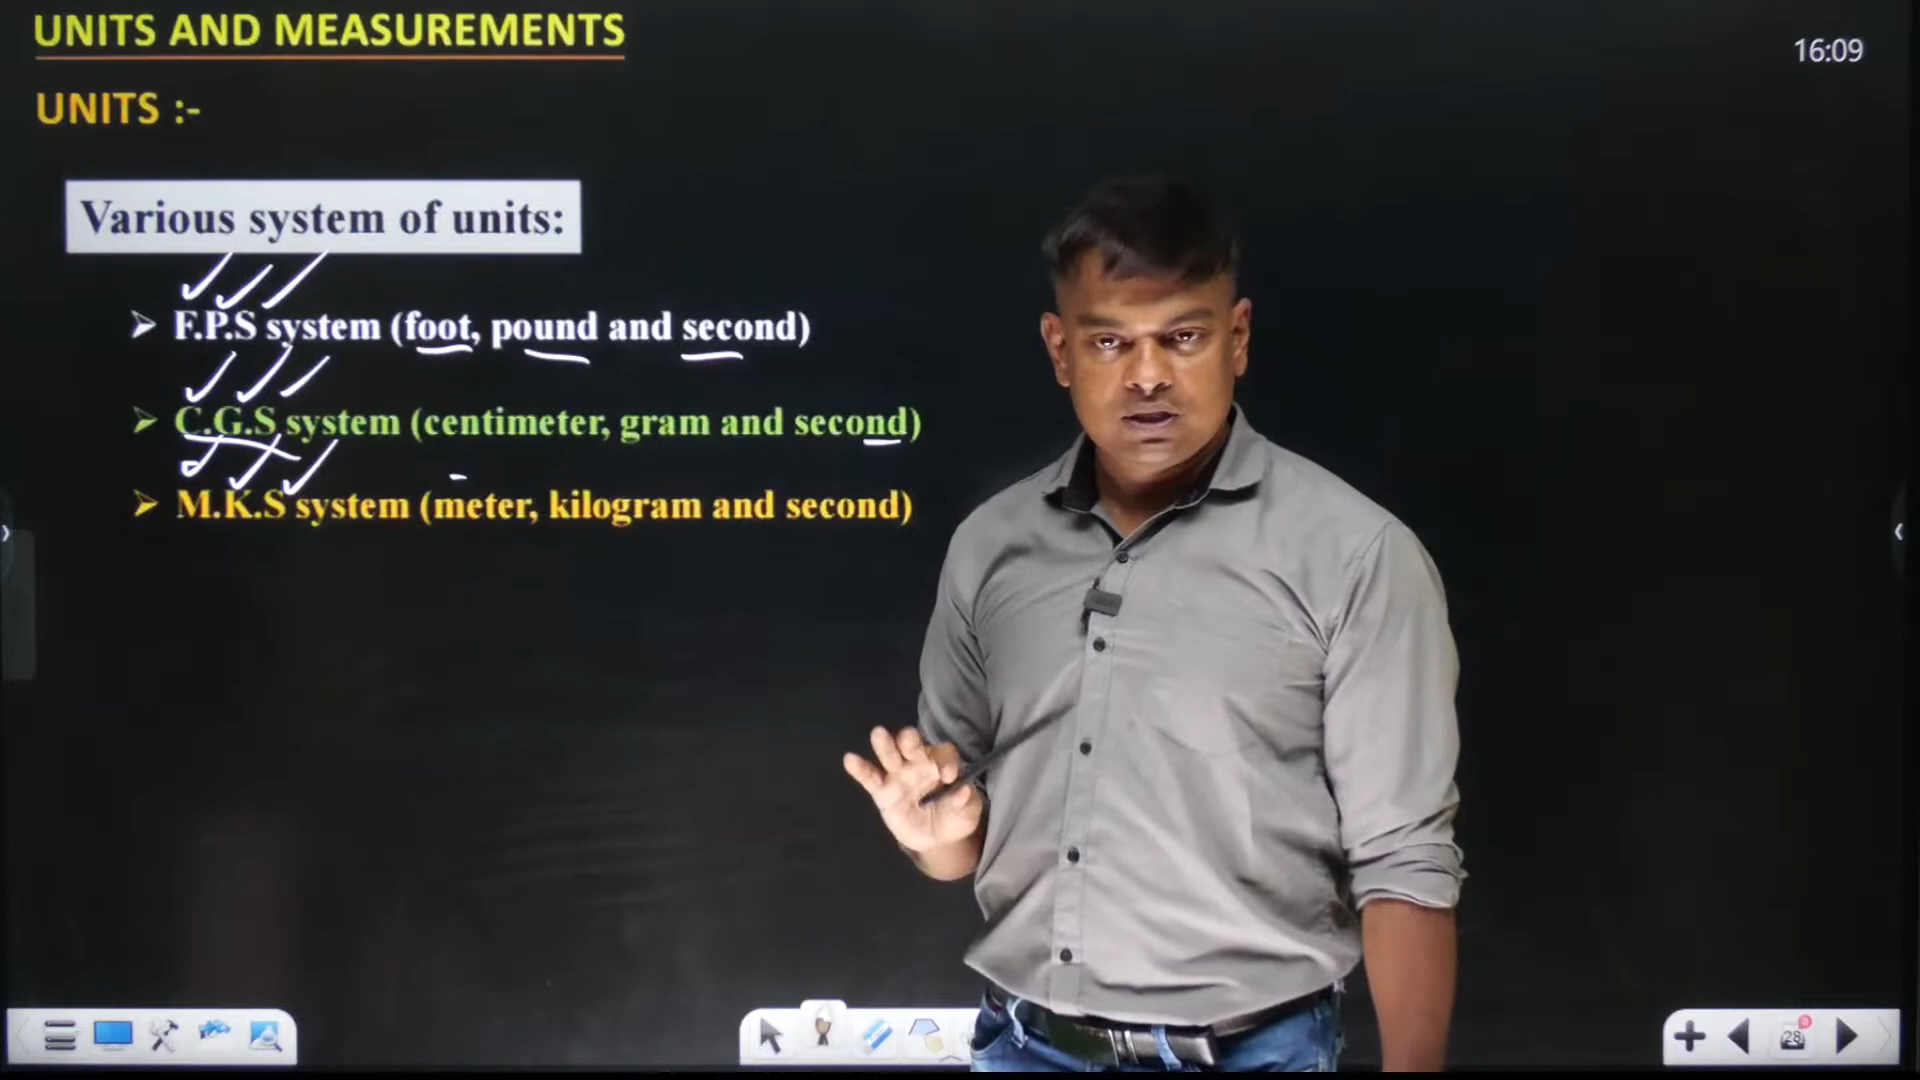 UNITS AND MEASUREMENTS
16:09
UNITS :-
Various system of units:
F.P.S system (foot, pound and second)
C.G.S system (centimeter, gram and second)
M.K.S system (meter, kilogram and second)
28